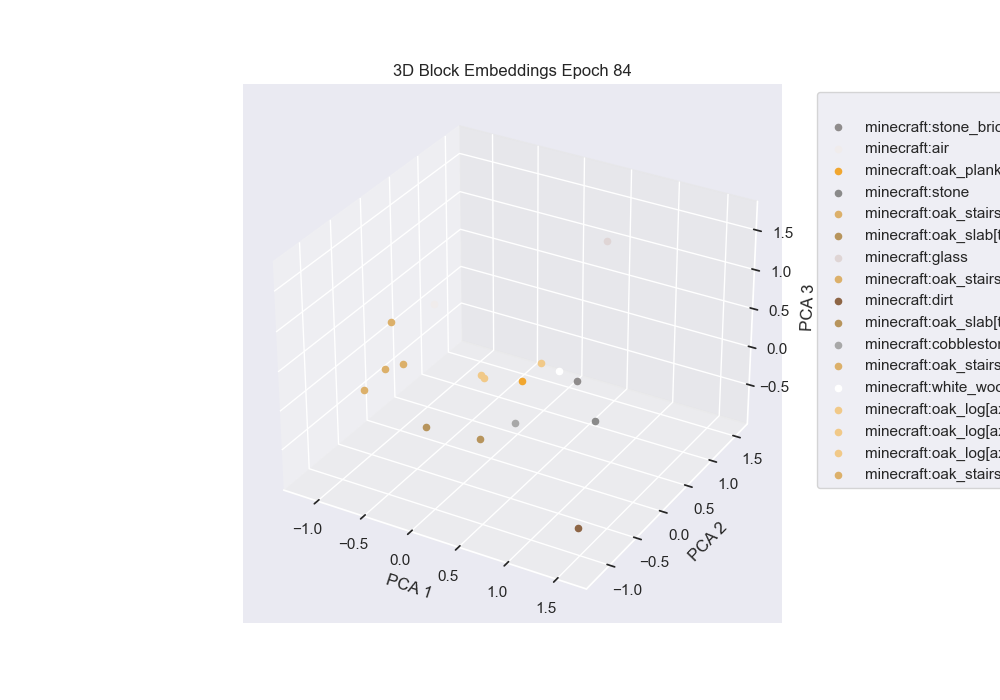 3D Block Embeddings Epoch 84
1.5
1.0
0.5
0.0
−0.5
PCA 3
1.5
1.0
0.5
0.0
−0.5
−1.0
PCA 2
−1.0
−0.5
0.0
0.5
1.0
1.5
PCA 1
minecraft:stone_bric
minecraft:air
minecraft:oak_plank
minecraft:stone
minecraft:oak_stairs
minecraft:oak_slab[t
minecraft:glass
minecraft:oak_stairs
minecraft:dirt
minecraft:oak_slab[t
minecraft:cobbleston
minecraft:oak_stairs
minecraft:white_woo
minecraft:oak_log[ax
minecraft:oak_log[ax
minecraft:oak_log[ax
minecraft:oak_stairs